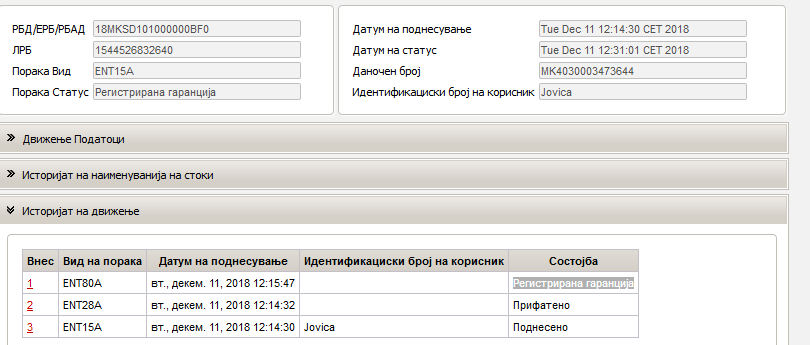 РБД/ЕРБ/РБАД 18MKSD101000000BF0
ЛРБ 1544526832640
Порака Вид ENT15A
Порака Статус Регистрирана гаранција
Датум на поднесување Tue Dec 11 12:14:30 CET 2018
Датум на статус Tue Dec 11 12:31:01 CET 2018
Даночен број MK4030003473644
Идентификациски број на корисник Jovica
Движење Податоци
Историјат на наименуванија на стоки
Историјат на движење
Внес Вид на порака Датум на поднесување Идентификациски број на корисник Состојба
1 ENT80A вт., декем. 11, 2018 12:15:47 Регистрирана гаранција
2 ENT28A вт., декем. 11, 2018 12:14:32 Прифатено
3 ENT15A вт., декем. 11, 2018 12:14:30 Jovica Поднесено